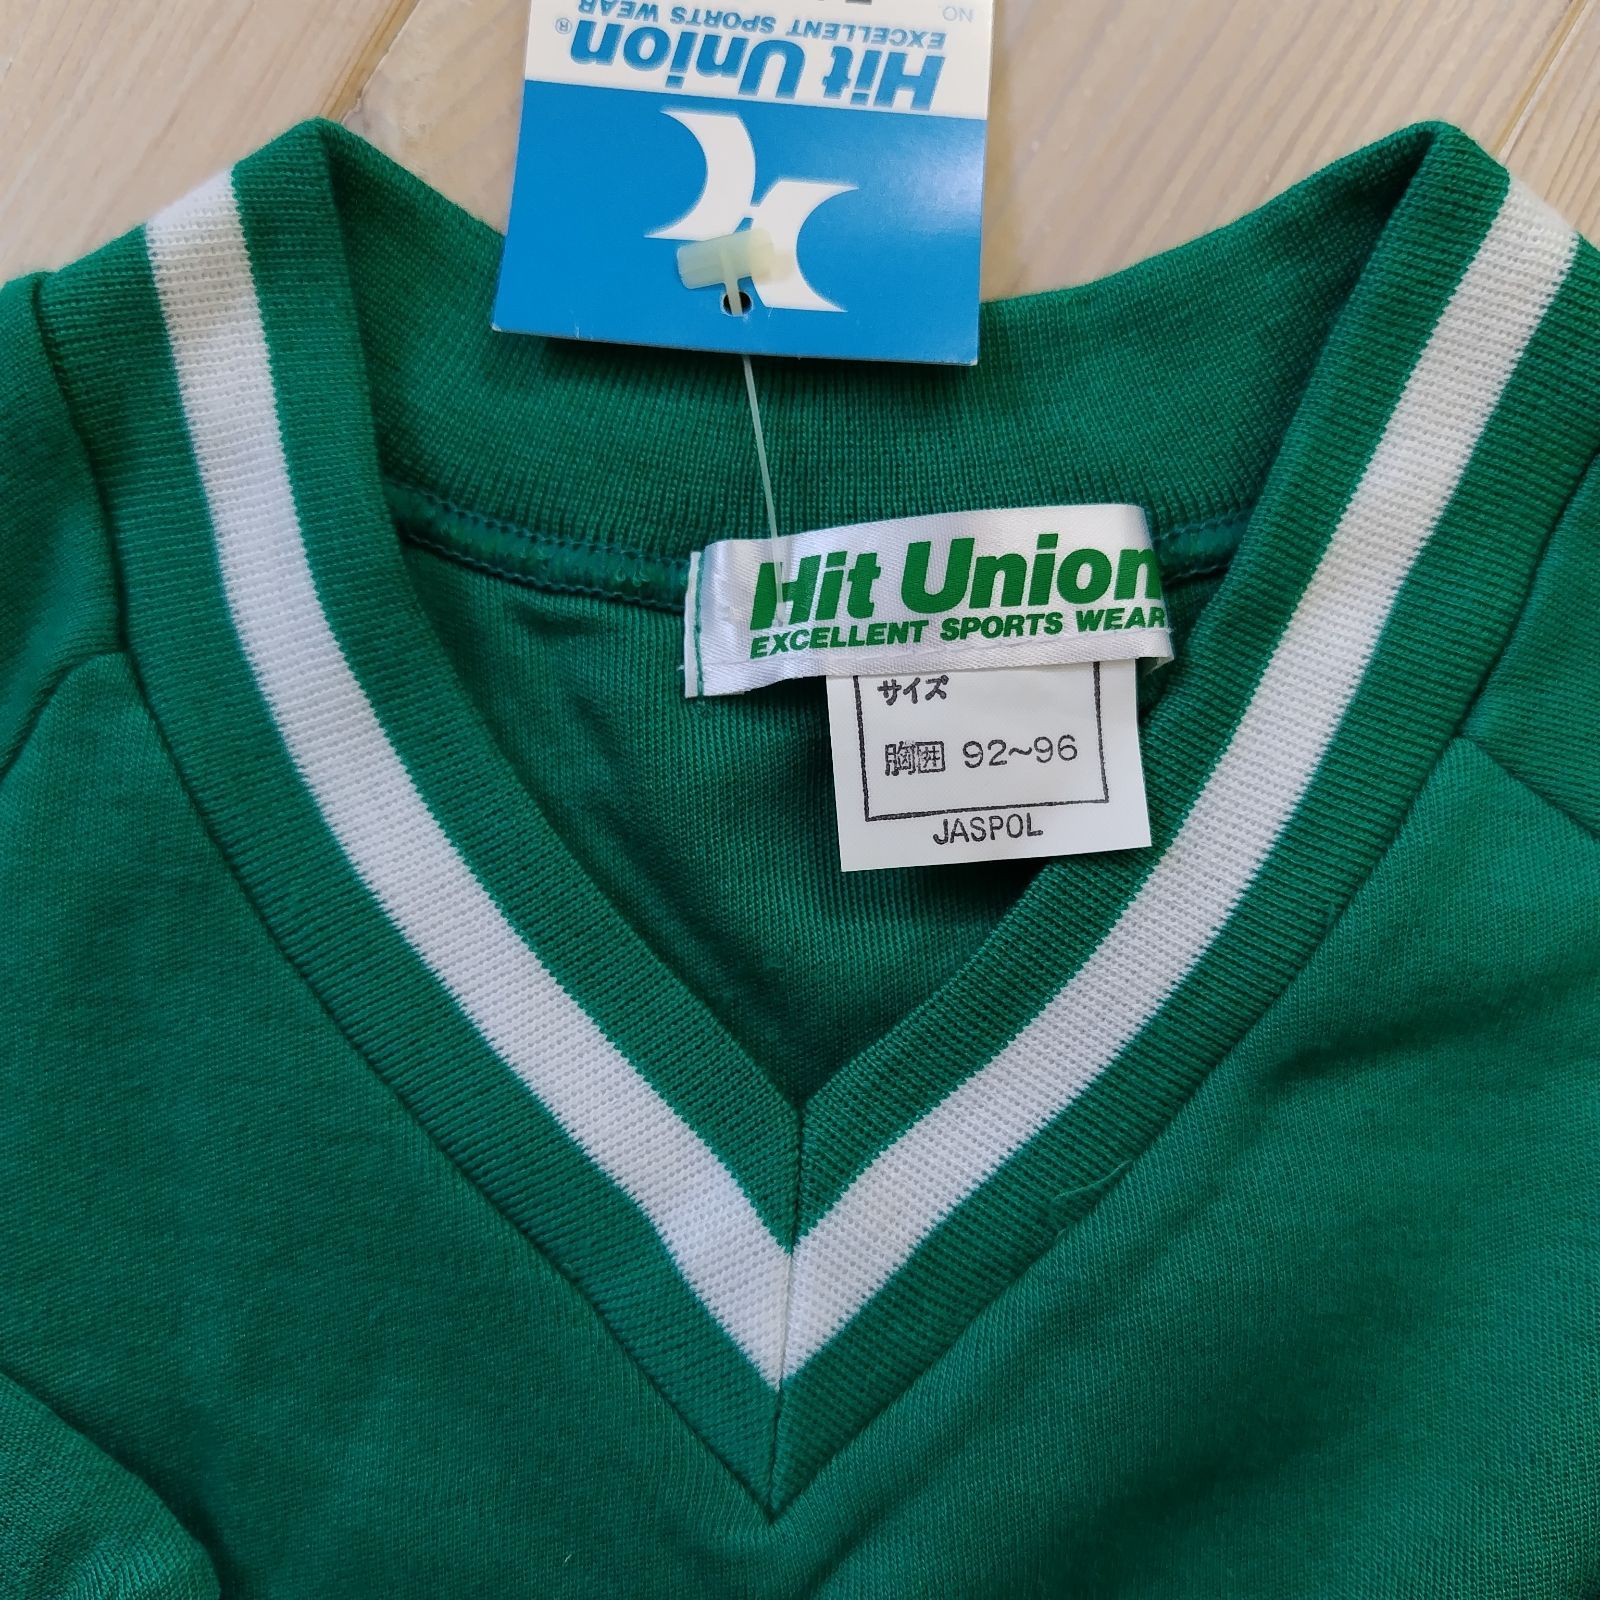 NO.
EXCELLENT SPORTS WEAR
Hit Union®
Hit Union
EXCELLENT SPORTS WEAR
サイズ
胸囲 92~96
JASPOL